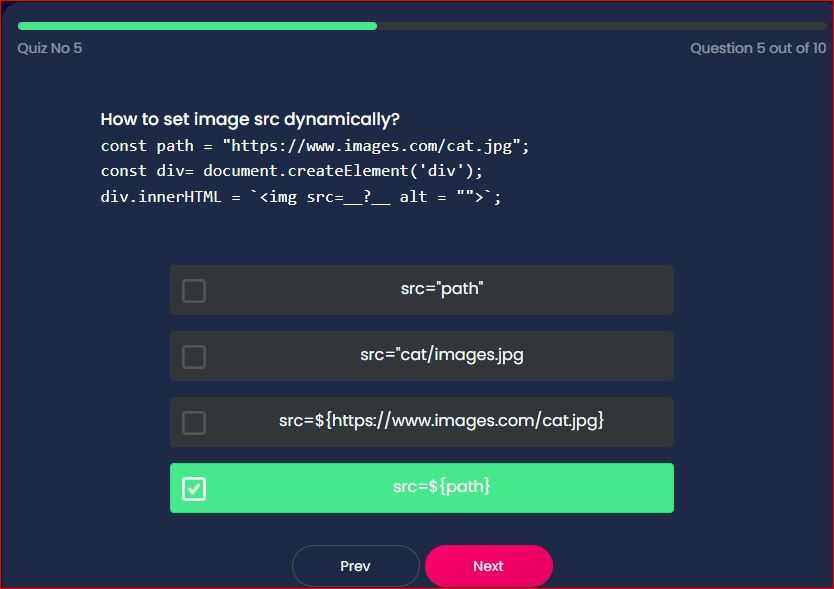 Quiz No 5
Question 5 out of 10
How to set image src dynamically?
const path = "https://www.images.com/cat.jpg";
const div= document.createElement('div');
div.innerHTML = `<img src=__?__ alt = "">`;
src="path"
src="cat/images.jpg
src=${https://www.images.com/cat.jpg}
src=${path}
Prev
Next